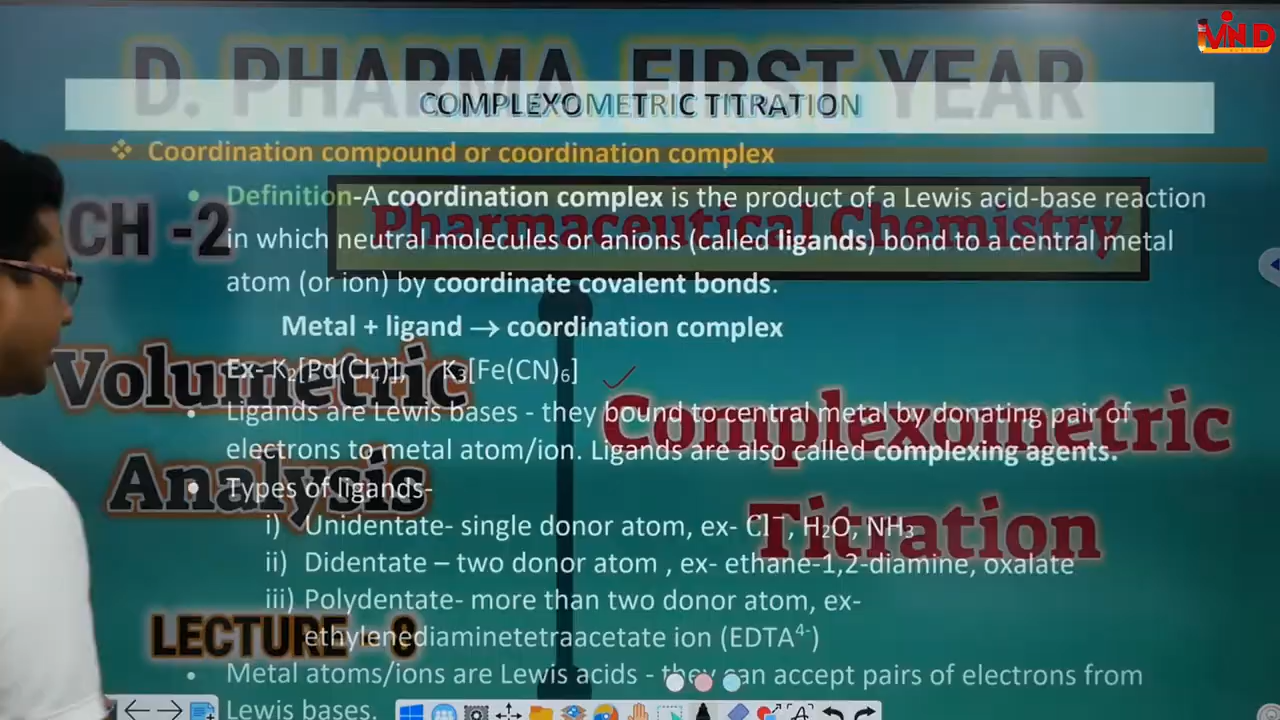 MIN.D
D. PHARMA FIRST YEAR
COMPLEXOMETRIC TITRATION
❖ Coordination compound or coordination complex
• Definition-A coordination complex is the product of a Lewis acid-base reaction
in which neutral molecules or anions (called ligands) bond to a central metal
atom (or ion) by coordinate covalent bonds.
Metal + ligand → coordination complex
Ex- K₂[Pd(Cl₄)], K₃[Fe(CN)₆]
• Ligands are Lewis bases - they bound to central metal by donating pair of
electrons to metal atom/ion. Ligands are also called complexing agents.
• Types of ligands-
i) Unidentate- single donor atom, ex- Cl⁻, H₂O, NH₃
ii) Didentate – two donor atom , ex- ethane-1,2-diamine, oxalate
iii) Polydentate- more than two donor atom, ex-
ethylenediaminetetraacetate ion (EDTA⁴⁻)
• Metal atoms/ions are Lewis acids - they can accept pairs of electrons from
Lewis bases.
CH -2
Pharmaceutical Chemistry
Volumetric
Analysis
Complexometric
Titration
LECTURE - 8